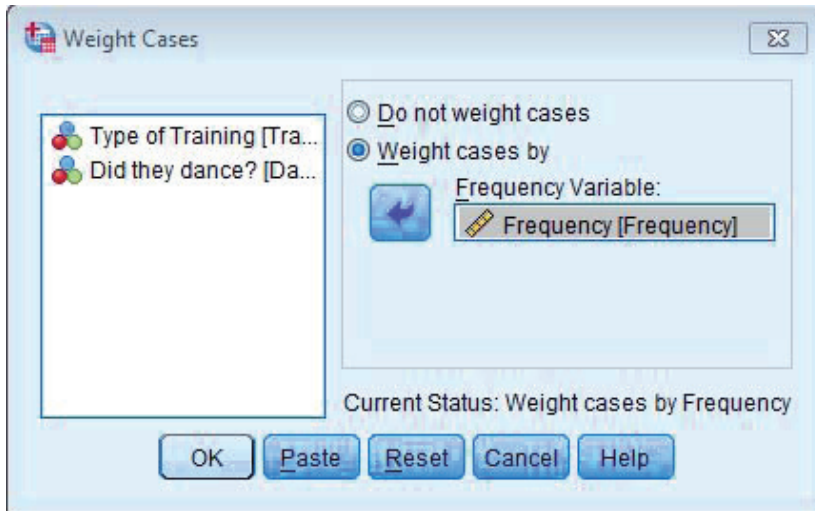 Weight Cases
Type of Training [Tra...
Did they dance? [Da...
Do not weight cases
Weight cases by
Frequency Variable:
Frequency [Frequency]
Current Status: Weight cases by Frequency
OK Paste Reset Cancel Help